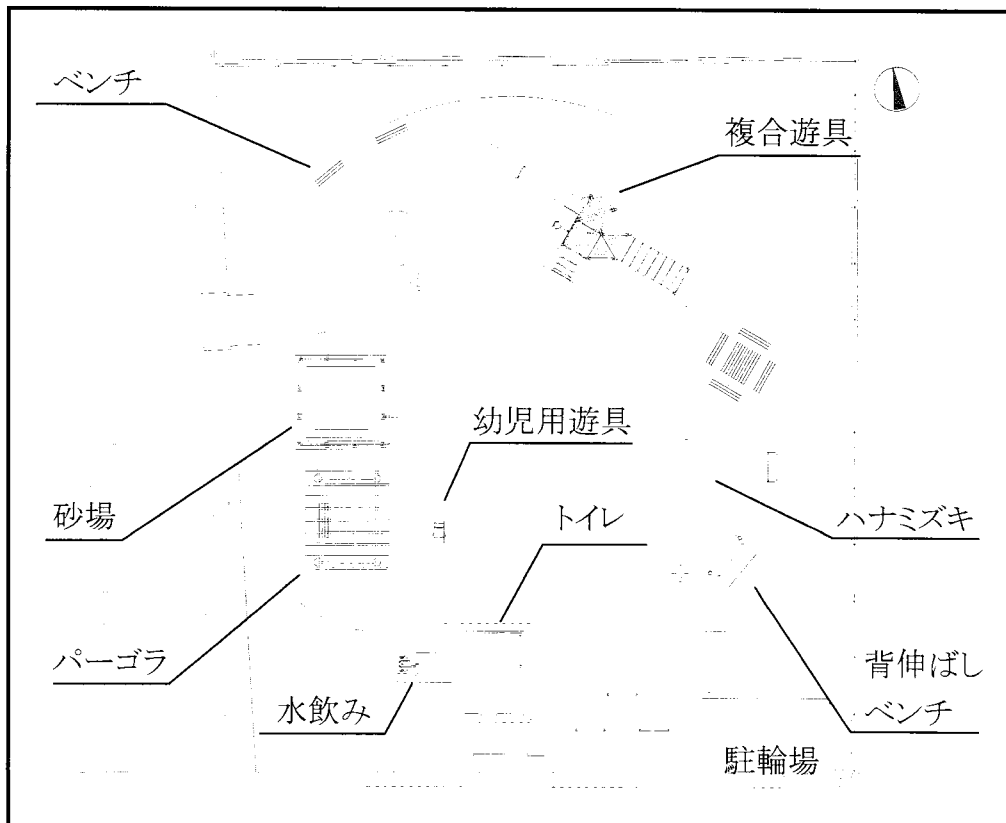 ベンチ
複合遊具
幼児用遊具
砂場
トイレ
ハナミズキ
パーゴラ
水飲み
背伸ばし
ベンチ
駐輪場